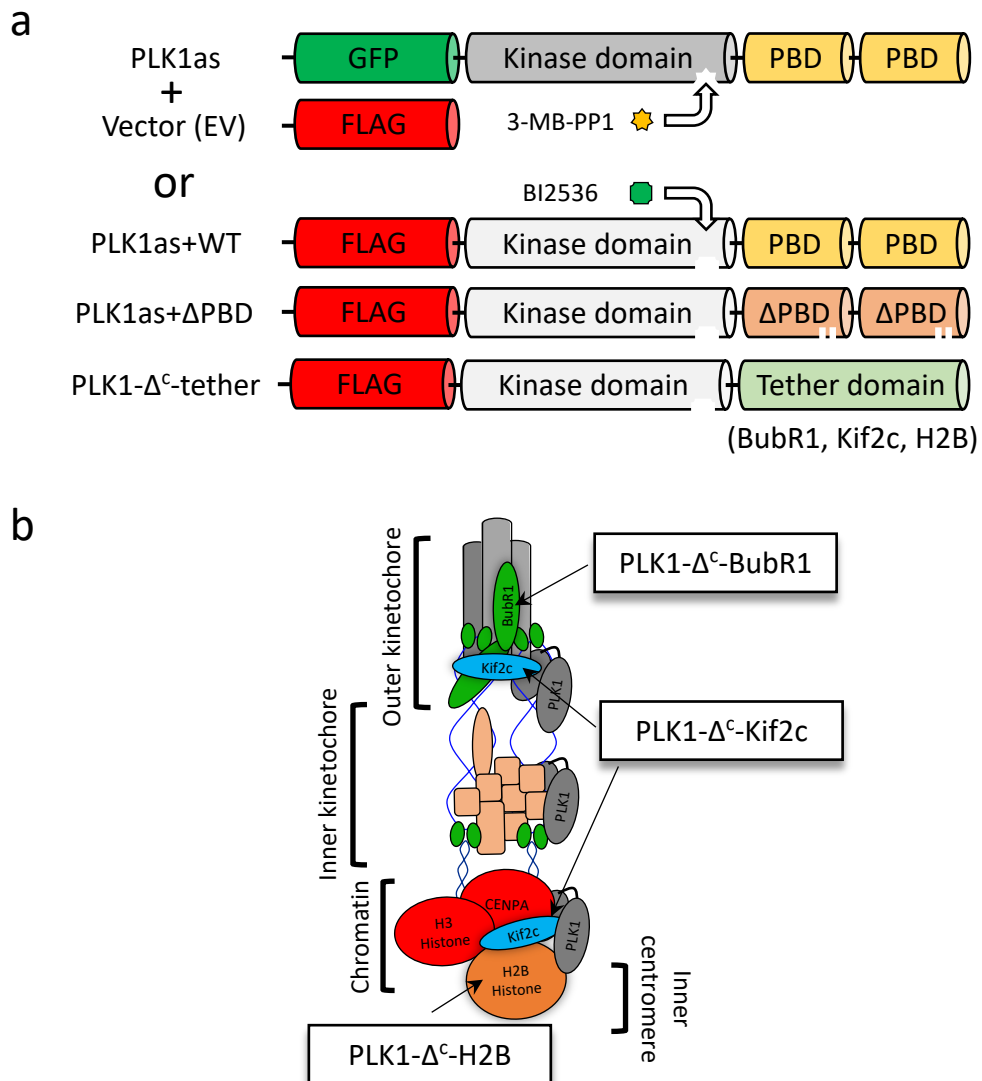 a
PLK1as
+
Vector (EV)
GFP
Kinase domain
PBD
PBD
FLAG
3-MB-PP1
or
BI2536
PLK1as+WT
FLAG
Kinase domain
PBD
PBD
PLK1as+ΔPBD
FLAG
Kinase domain
ΔPBD
ΔPBD
PLK1-Δᶜ-tether
FLAG
Kinase domain
Tether domain
(BubR1, Kif2c, H2B)
b
Outer kinetochore
BubR1
PLK1-Δᶜ-BubR1
Kif2c
PLK1
PLK1-Δᶜ-Kif2c
Inner kinetochore
PLK1
Chromatin
CENPA
H3
Histone
Kif2c
PLK1
H2B
Histone
Inner
centromere
PLK1-Δᶜ-H2B